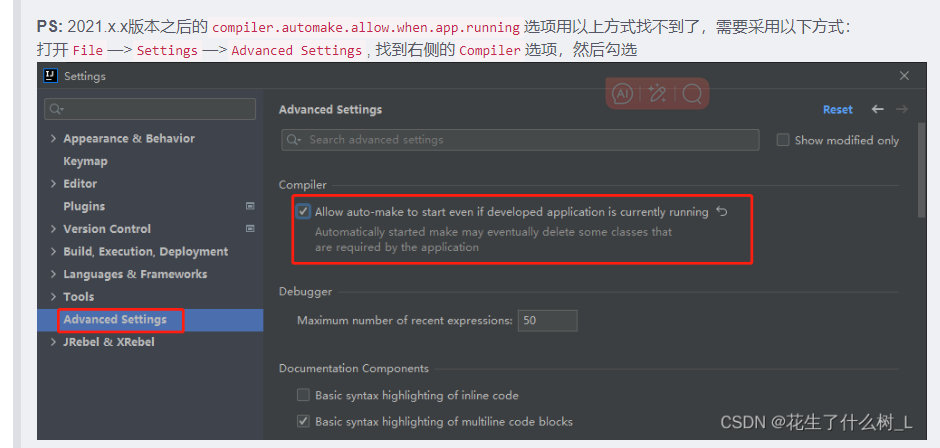 PS: 2021.x.x版本之后的 compiler.automake.allow.when.app.running 选项用以上方式找不到了，需要采用以下方式：
打开 File —> Settings —> Advanced Settings , 找到右侧的 Compiler 选项，然后勾选
Settings
Appearance & Behavior
Keymap
Editor
Plugins
Version Control
Build, Execution, Deployment
Languages & Frameworks
Tools
Advanced Settings
JRebel & XRebel
Advanced Settings
AI
Reset
Search advanced settings
Show modified only
Compiler
Allow auto-make to start even if developed application is currently running
Automatically started make may eventually delete some classes that
are required by the application
Debugger
Maximum number of recent expressions: 50
Documentation Components
Basic syntax highlighting of inline code
Basic syntax highlighting of multiline code blocks
CSDN @花生了什么树_L